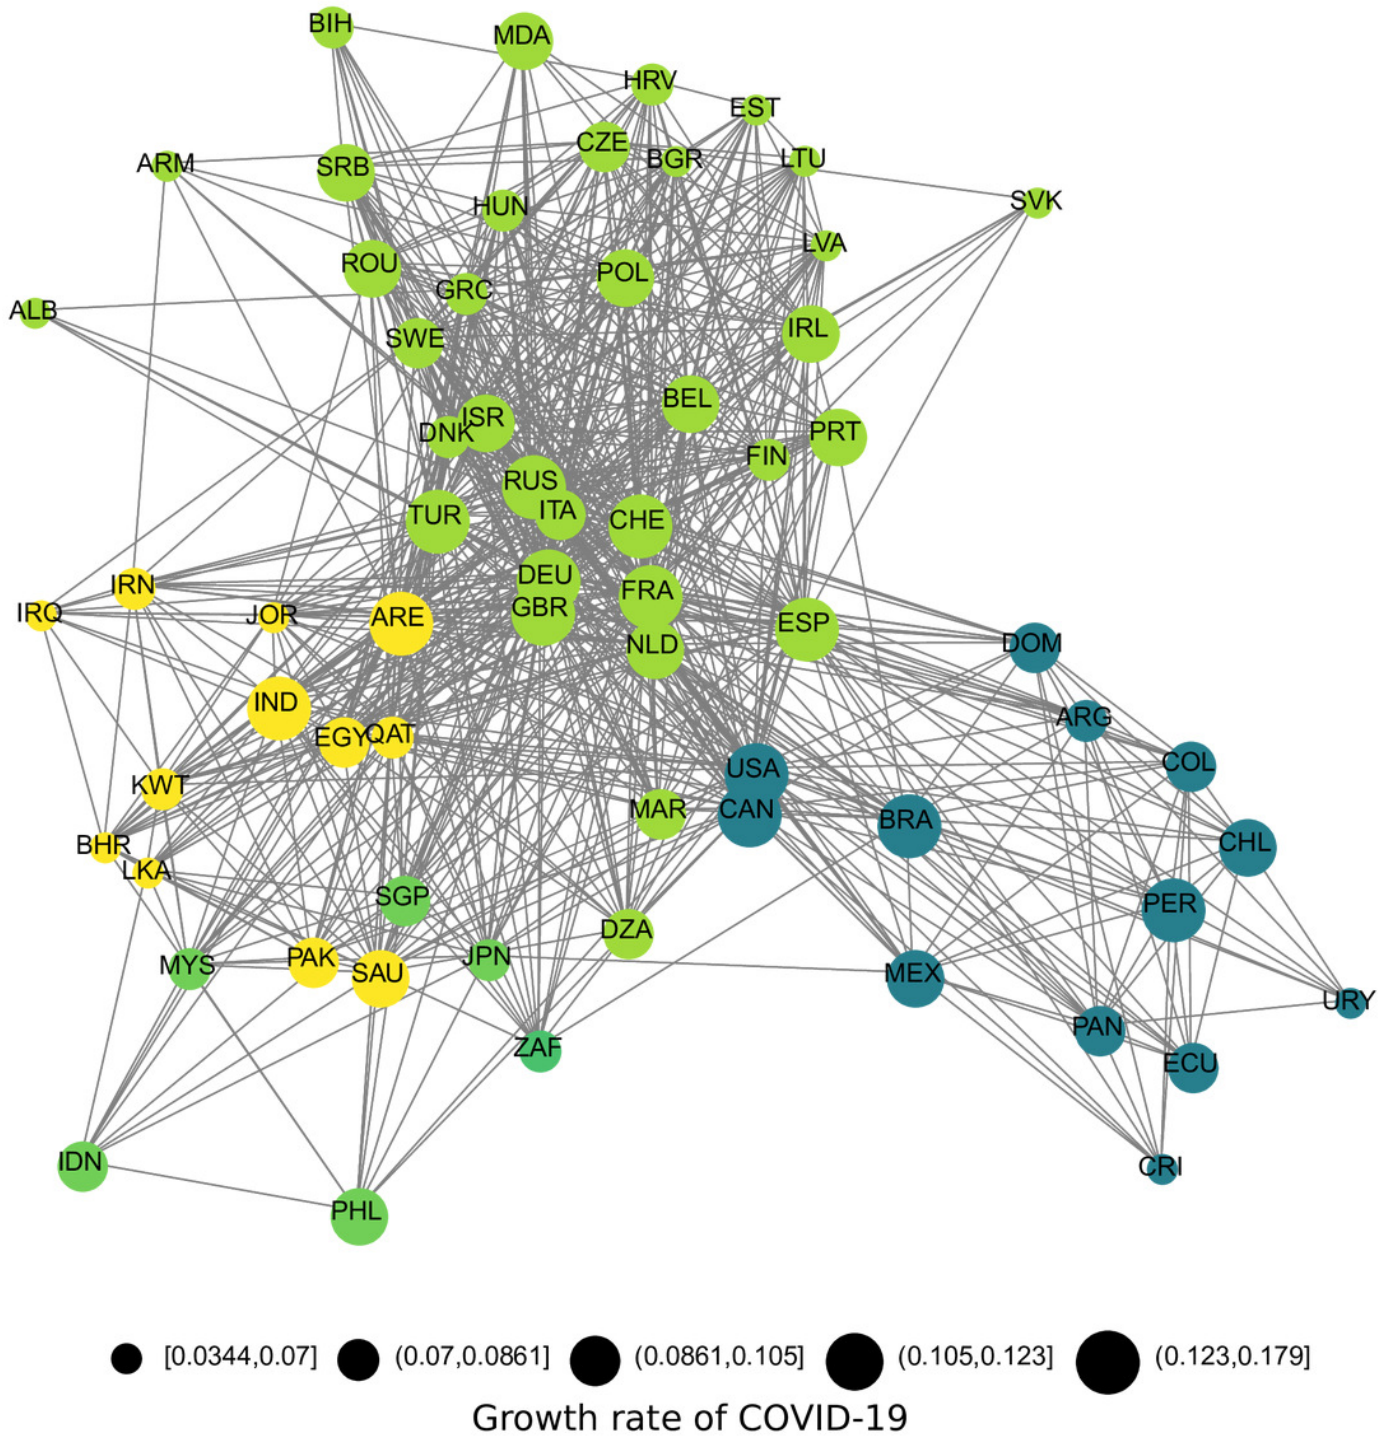 BIH
MDA
HRV
EST
CZE
BGR
LTU
ARM
SRB
SVK
HUN
LVA
ROU
POL
GRC
ALB
IRL
SWE
BEL
ISR
DNK
PRT
FIN
RUS
ITA
TUR
CHE
DEU
IRN
FRA
GBR
IRQ
JOR
ARE
ESP
NLD
DOM
IND
ARG
EGY
QAT
COL
USA
KWT
MAR
CAN
BRA
CHL
BHR
LKA
SGP
PER
DZA
MYS
PAK
JPN
SAU
MEX
URY
PAN
ZAF
ECU
IDN
CRI
PHL
[0.0344,0.07] (0.07,0.0861] (0.0861,0.105] (0.105,0.123] (0.123,0.179]
Growth rate of COVID-19